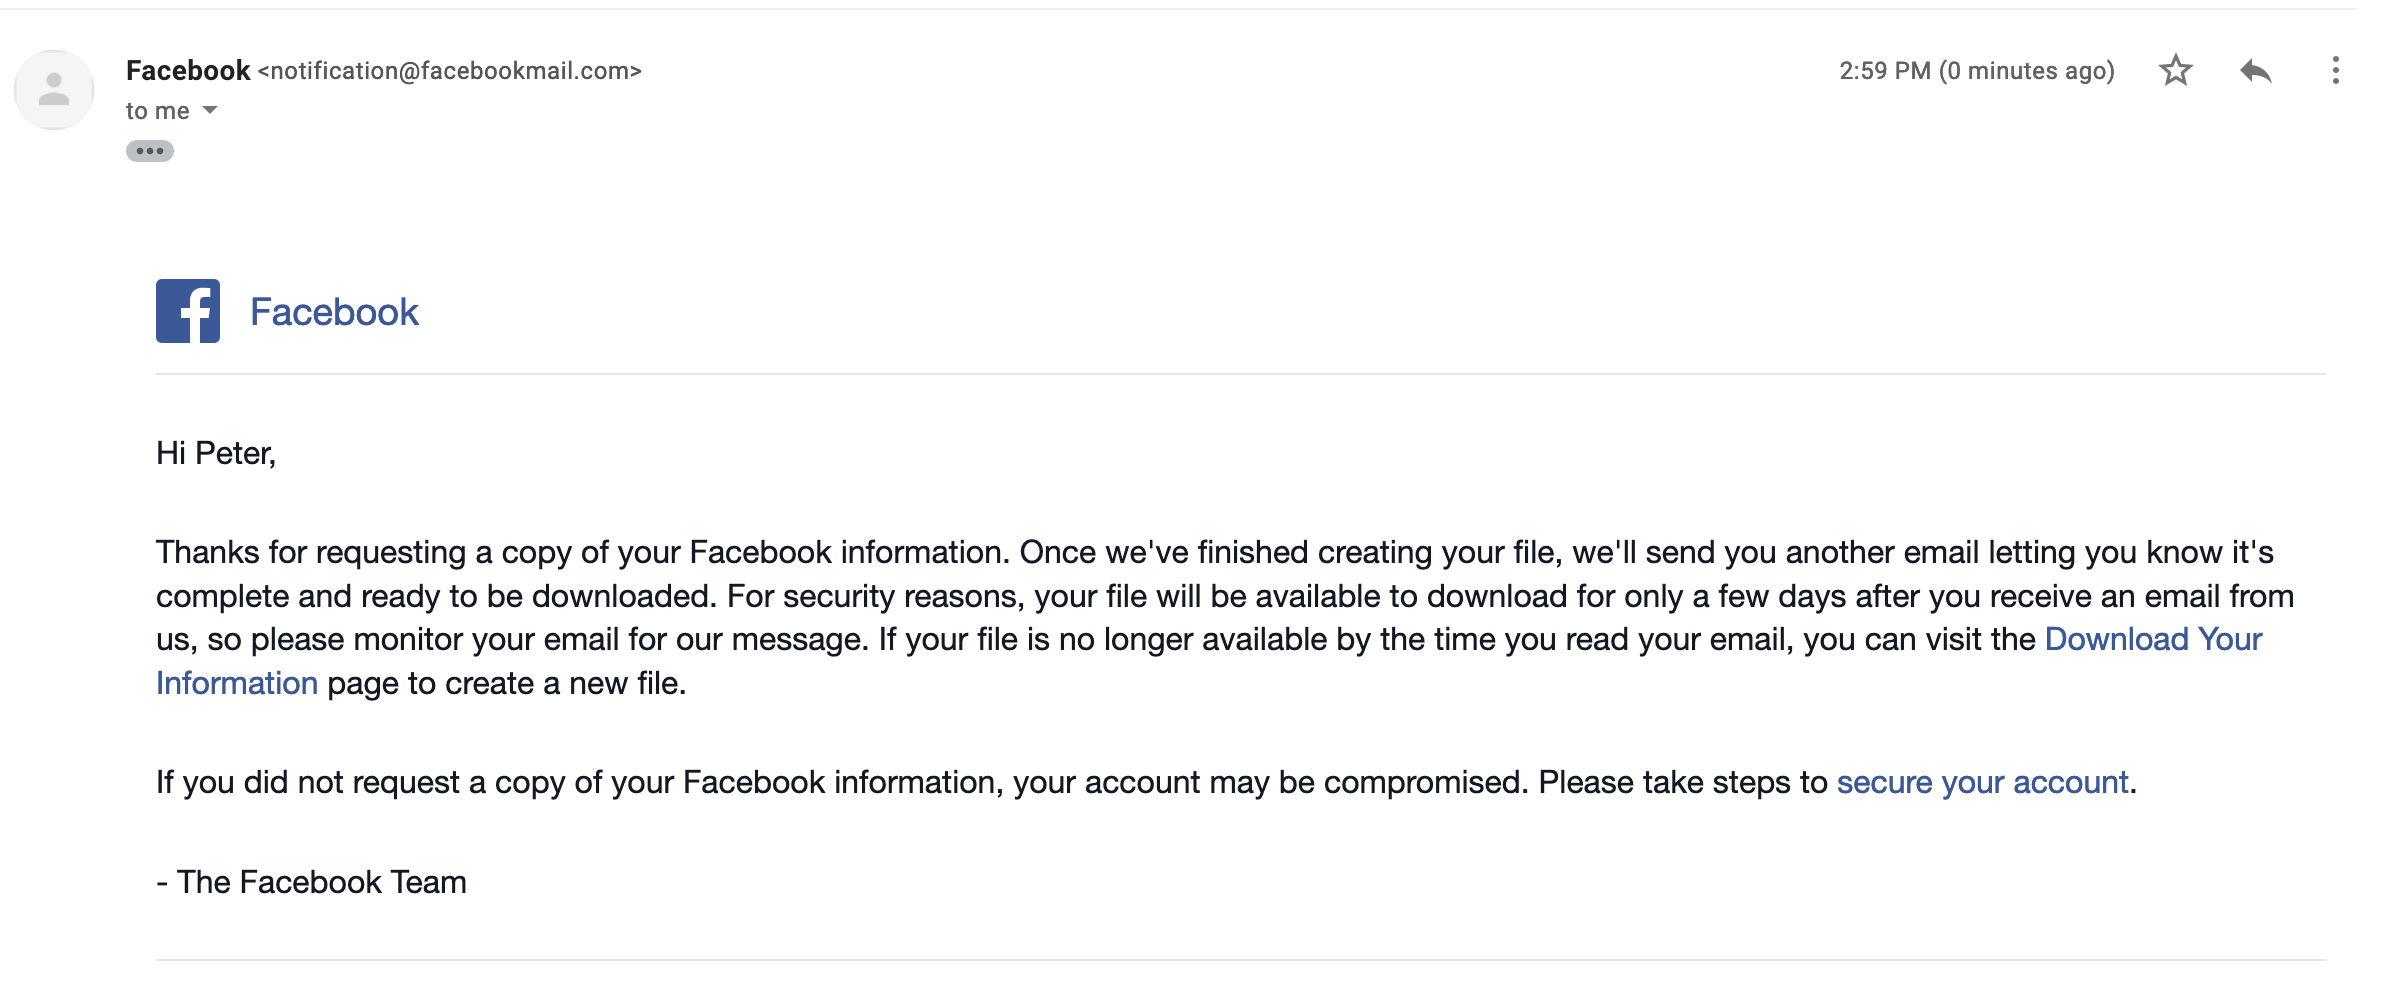 Facebook <notification@facebookmail.com> 2:59 PM (0 minutes ago)
to me
Facebook
Hi Peter,
Thanks for requesting a copy of your Facebook information. Once we've finished creating your file, we'll send you another email letting you know it's
complete and ready to be downloaded. For security reasons, your file will be available to download for only a few days after you receive an email from
us, so please monitor your email for our message. If your file is no longer available by the time you read your email, you can visit the Download Your
Information page to create a new file.
If you did not request a copy of your Facebook information, your account may be compromised. Please take steps to secure your account.
- The Facebook Team